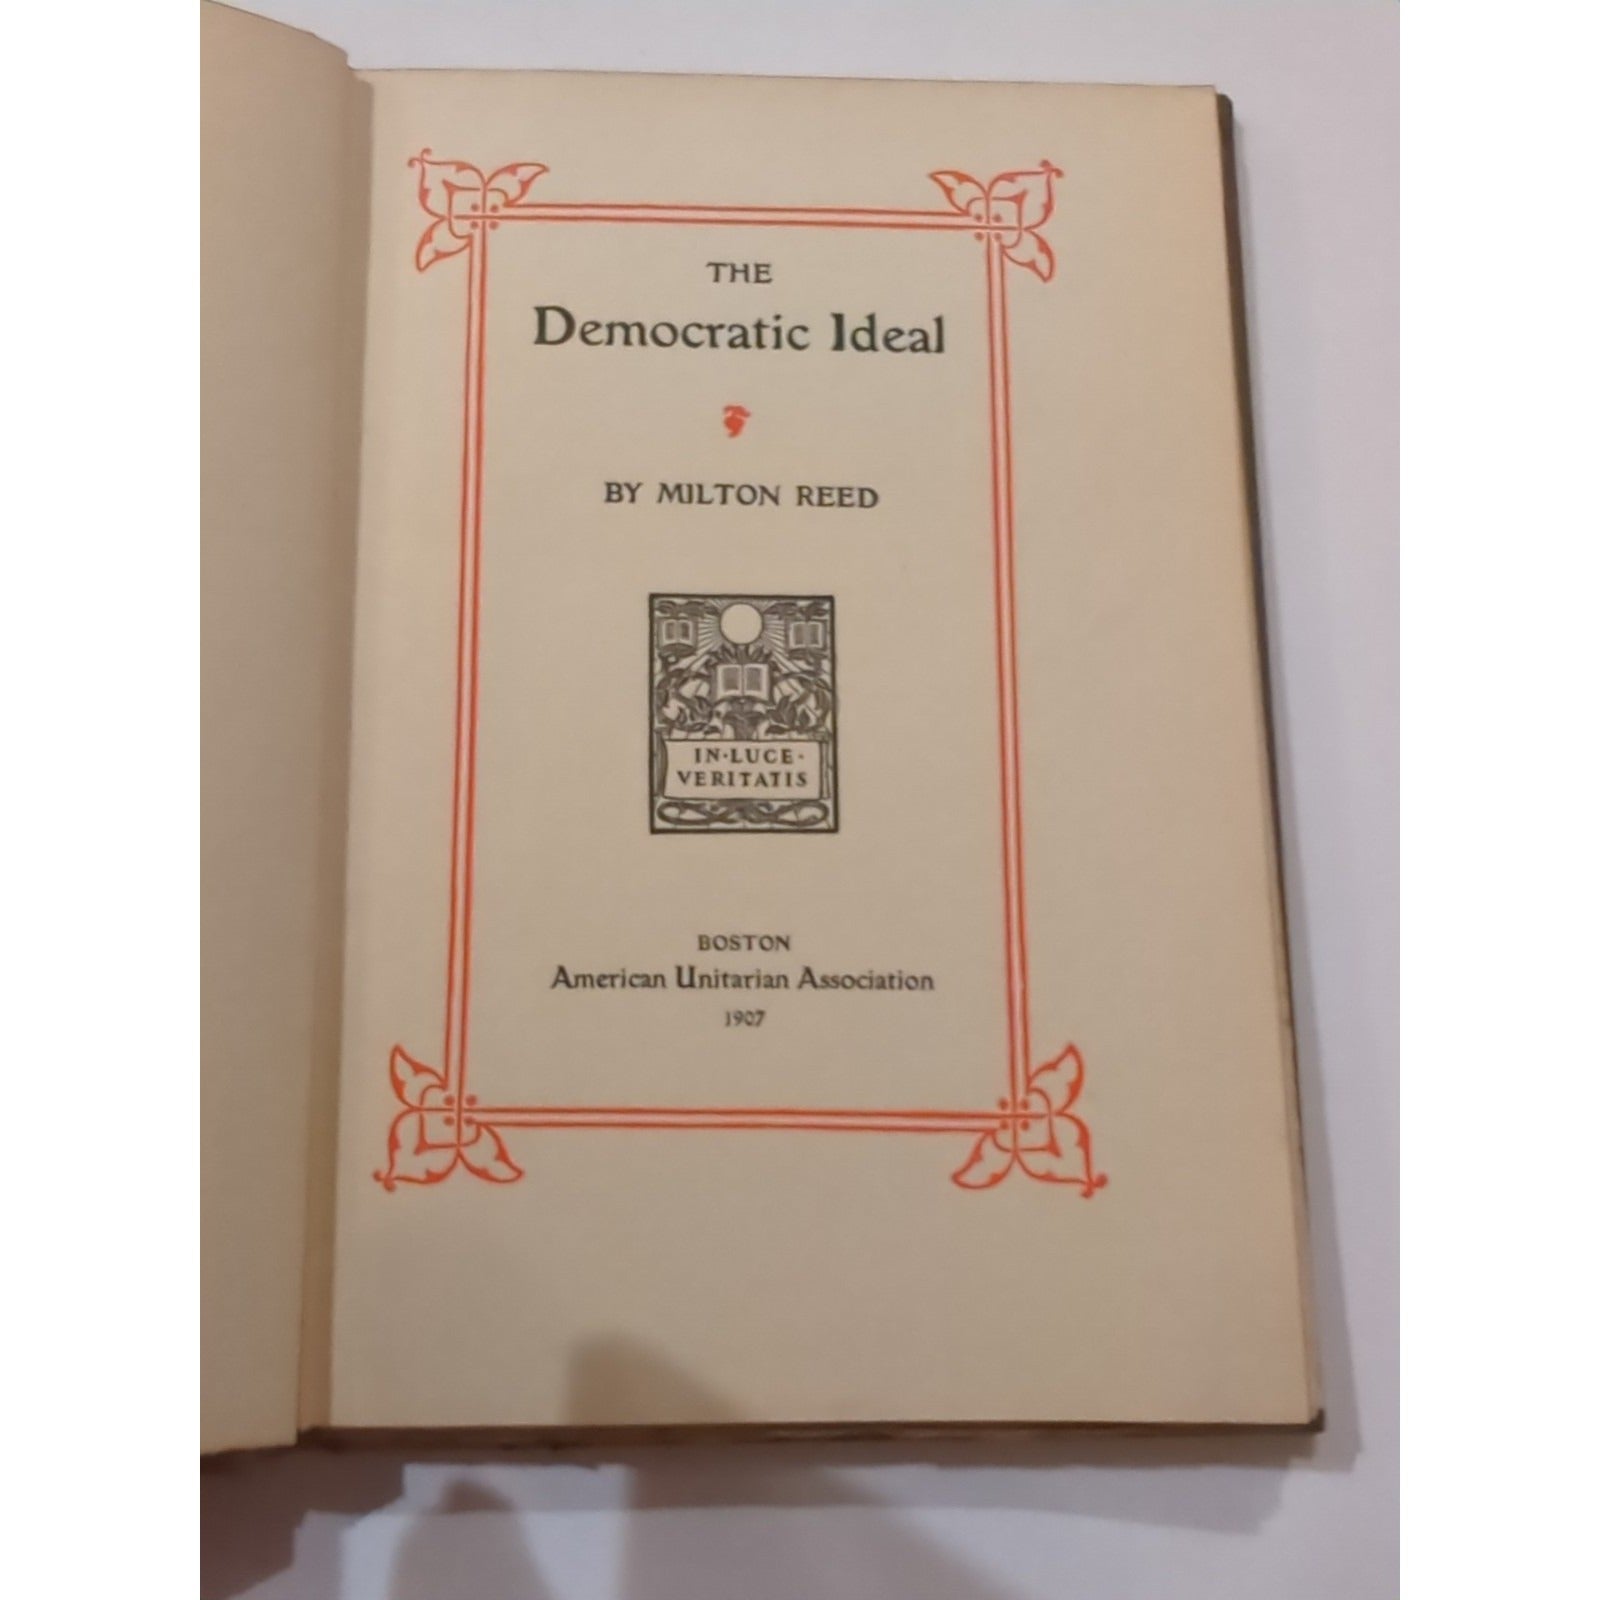 THE
Democratic Ideal
BY MILTON REED
IN·LUCE·
VERITATIS
BOSTON
American Unitarian Association
1907